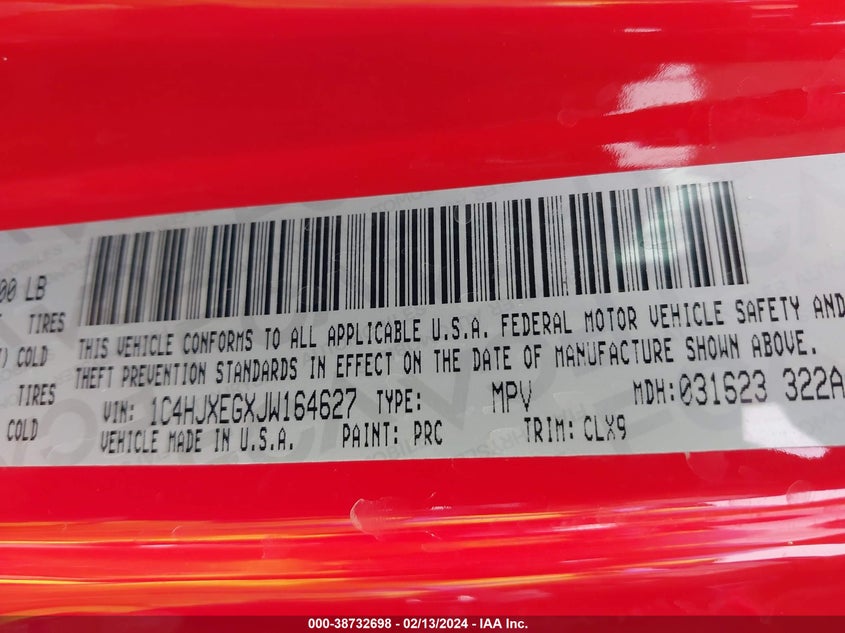 00 LB
TIRES
COLD
TIRES
COLD
THIS VEHICLE CONFORMS TO ALL APPLICABLE U.S.A. FEDERAL MOTOR VEHICLE SAFETY AND
THEFT PREVENTION STANDARDS IN EFFECT ON THE DATE OF MANUFACTURE SHOWN ABOVE.
VIN: 1C4HJXEGXJW164627 TYPE: MPV MDH: 031623 322A
VEHICLE MADE IN U.S.A. PAINT: PRC TRIM: CLX9
000-38732698 - 02/13/2024 - IAA Inc.